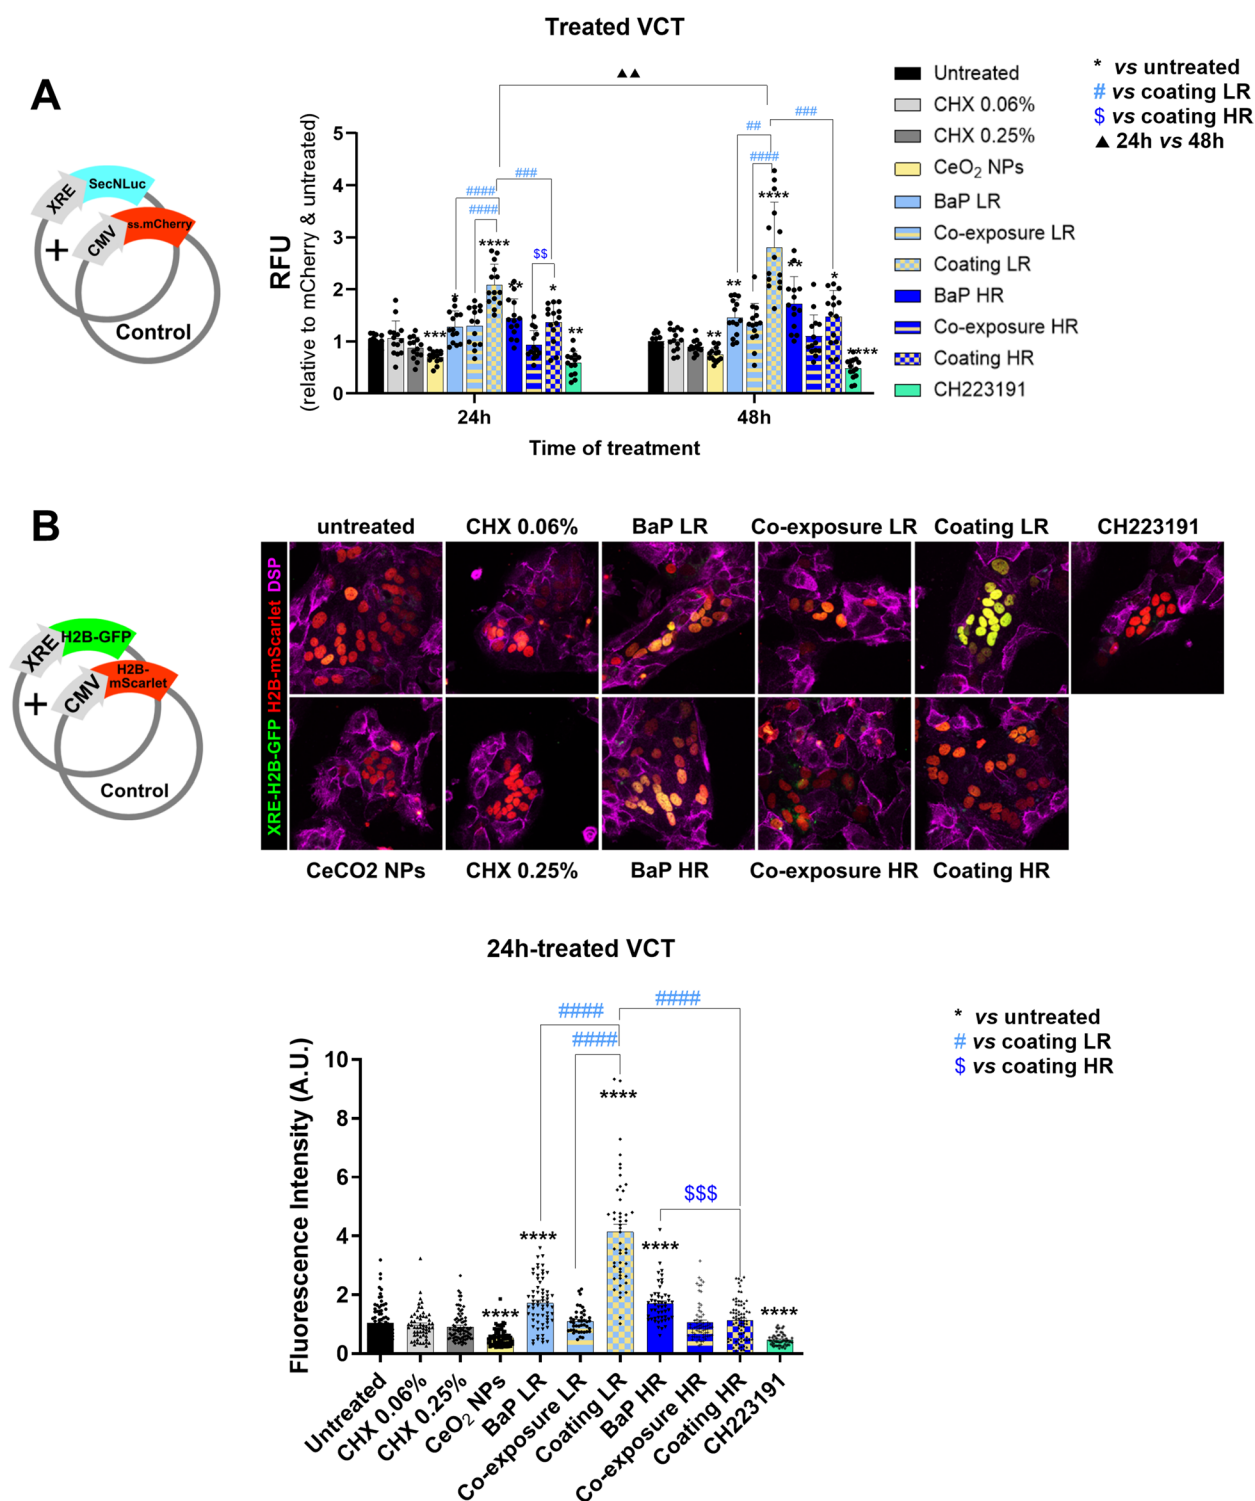 Treated VCT
A
XRE
SecNLuc
+
CMV
ss.mCherry
Control
RFU
(relative to mCherry & untreated)
5
4
3
2
1
0
▲▲
####
####
###
$$
***
*
****
**
*
**
##
####
###
**
**
****
**
*
****
24h
48h
Time of treatment
Untreated
CHX 0.06%
CHX 0.25%
CeO₂ NPs
BaP LR
Co-exposure LR
Coating LR
BaP HR
Co-exposure HR
Coating HR
CH223191
* vs untreated
# vs coating LR
$ vs coating HR
▲ 24h vs 48h
B
XRE
H2B-GFP
+
CMV
H2B-
mScarlet
Control
XRE-H2B-GFP H2B-mScarlet DSP
untreated
CHX 0.06%
BaP LR
Co-exposure LR
Coating LR
CH223191
CeCO2 NPs
CHX 0.25%
BaP HR
Co-exposure HR
Coating HR
24h-treated VCT
Fluorescence Intensity (A.U.)
10
8
6
4
2
0
####
####
####
$$$
****
****
****
****
****
Untreated
CHX 0.06%
CHX 0.25%
CeO₂ NPs
BaP LR
Co-exposure LR
Coating LR
BaP HR
Co-exposure HR
Coating HR
CH223191
* vs untreated
# vs coating LR
$ vs coating HR